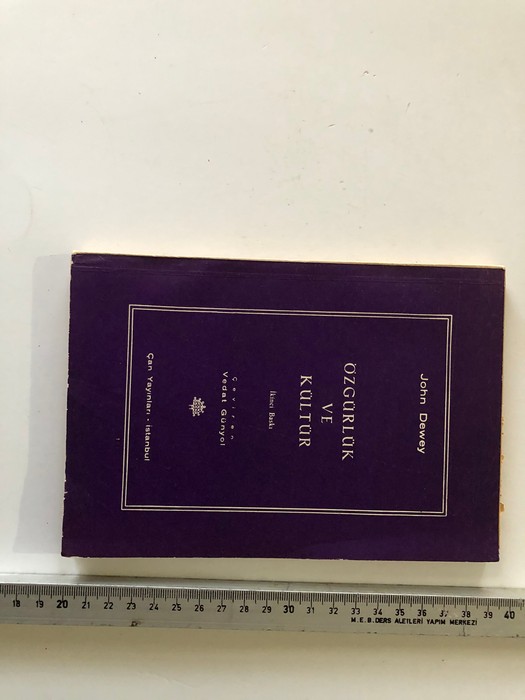 John Dewey
ÖZGÜRLÜK
VE
KÜLTÜR
İkinci Baskı
Çeviren
Vedat Günyol
Çan Yayınları - İstanbul
18 19 20 21 22 23 24 25 26 27 28 29 30 31 32 33 34 35 36 37 38 39 40
M.E.B. DERS ALETLERİ YAPIM MERKEZİ